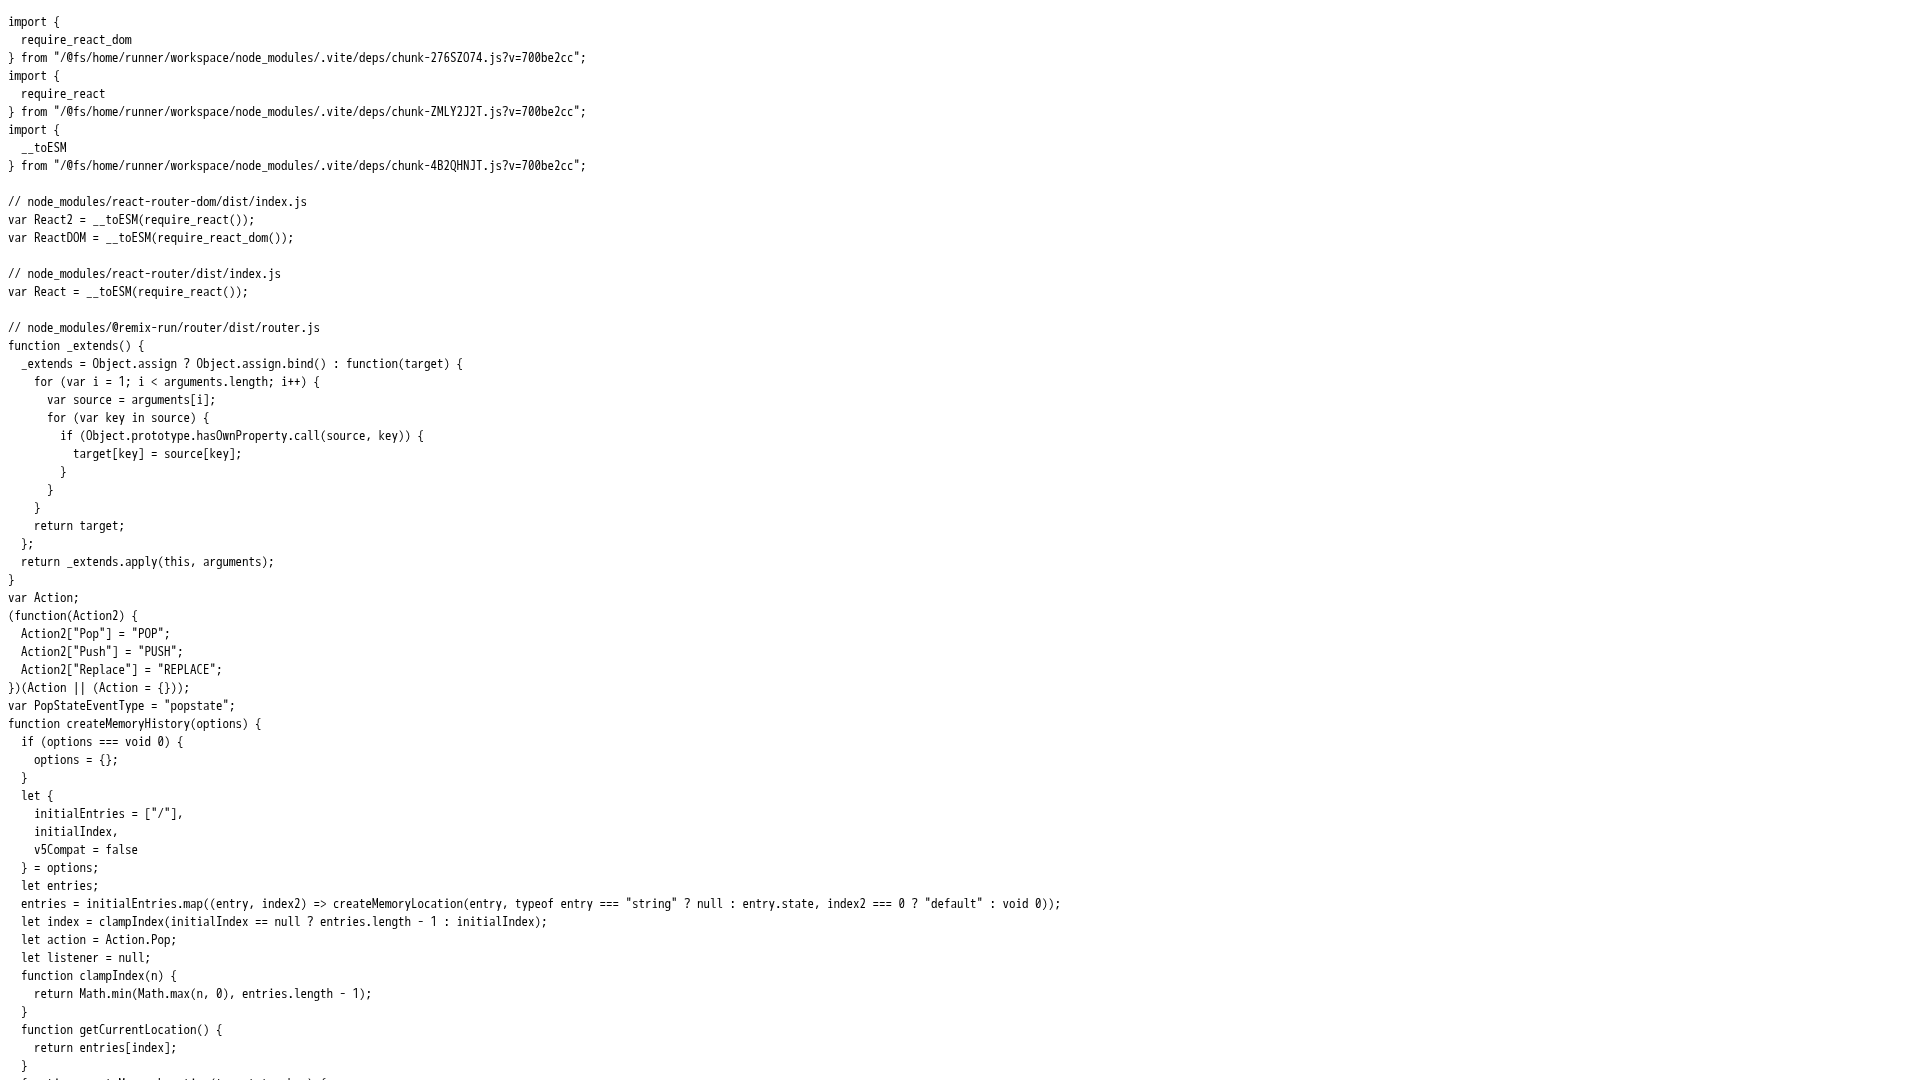 import {
  require_react_dom
} from "/@fs/home/runner/workspace/node_modules/.vite/deps/chunk-276SZO74.js?v=700be2cc";
import {
  require_react
} from "/@fs/home/runner/workspace/node_modules/.vite/deps/chunk-ZMLY2J2T.js?v=700be2cc";
import {
  __toESM
} from "/@fs/home/runner/workspace/node_modules/.vite/deps/chunk-4B2QHNJT.js?v=700be2cc";

// node_modules/react-router-dom/dist/index.js
var React2 = __toESM(require_react());
var ReactDOM = __toESM(require_react_dom());

// node_modules/react-router/dist/index.js
var React = __toESM(require_react());

// node_modules/@remix-run/router/dist/router.js
function _extends() {
  _extends = Object.assign ? Object.assign.bind() : function(target) {
    for (var i = 1; i < arguments.length; i++) {
      var source = arguments[i];
      for (var key in source) {
        if (Object.prototype.hasOwnProperty.call(source, key)) {
          target[key] = source[key];
        }
      }
    }
    return target;
  };
  return _extends.apply(this, arguments);
}
var Action;
(function(Action2) {
  Action2["Pop"] = "POP";
  Action2["Push"] = "PUSH";
  Action2["Replace"] = "REPLACE";
})(Action || (Action = {}));
var PopStateEventType = "popstate";
function createMemoryHistory(options) {
  if (options === void 0) {
    options = {};
  }
  let {
    initialEntries = ["/"],
    initialIndex,
    v5Compat = false
  } = options;
  let entries;
  entries = initialEntries.map((entry, index2) => createMemoryLocation(entry, typeof entry === "string" ? null : entry.state, index2 === 0 ? "default" : void 0));
  let index = clampIndex(initialIndex == null ? entries.length - 1 : initialIndex);
  let action = Action.Pop;
  let listener = null;
  function clampIndex(n) {
    return Math.min(Math.max(n, 0), entries.length - 1);
  }
  function getCurrentLocation() {
    return entries[index];
  }